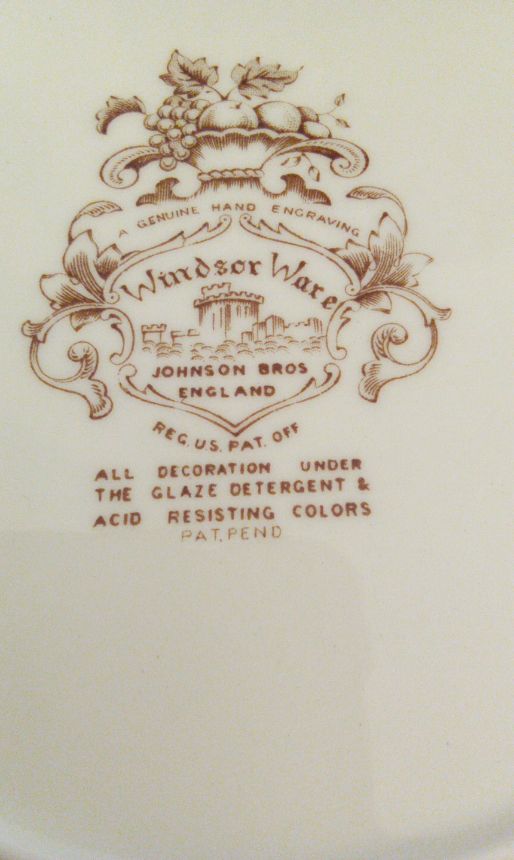 A GENUINE HAND ENGRAVING
Windsor Ware
JOHNSON BROS
ENGLAND
REG. U.S. PAT. OFF
ALL DECORATION UNDER
THE GLAZE DETERGENT &
ACID RESISTING COLORS
PAT. PEND